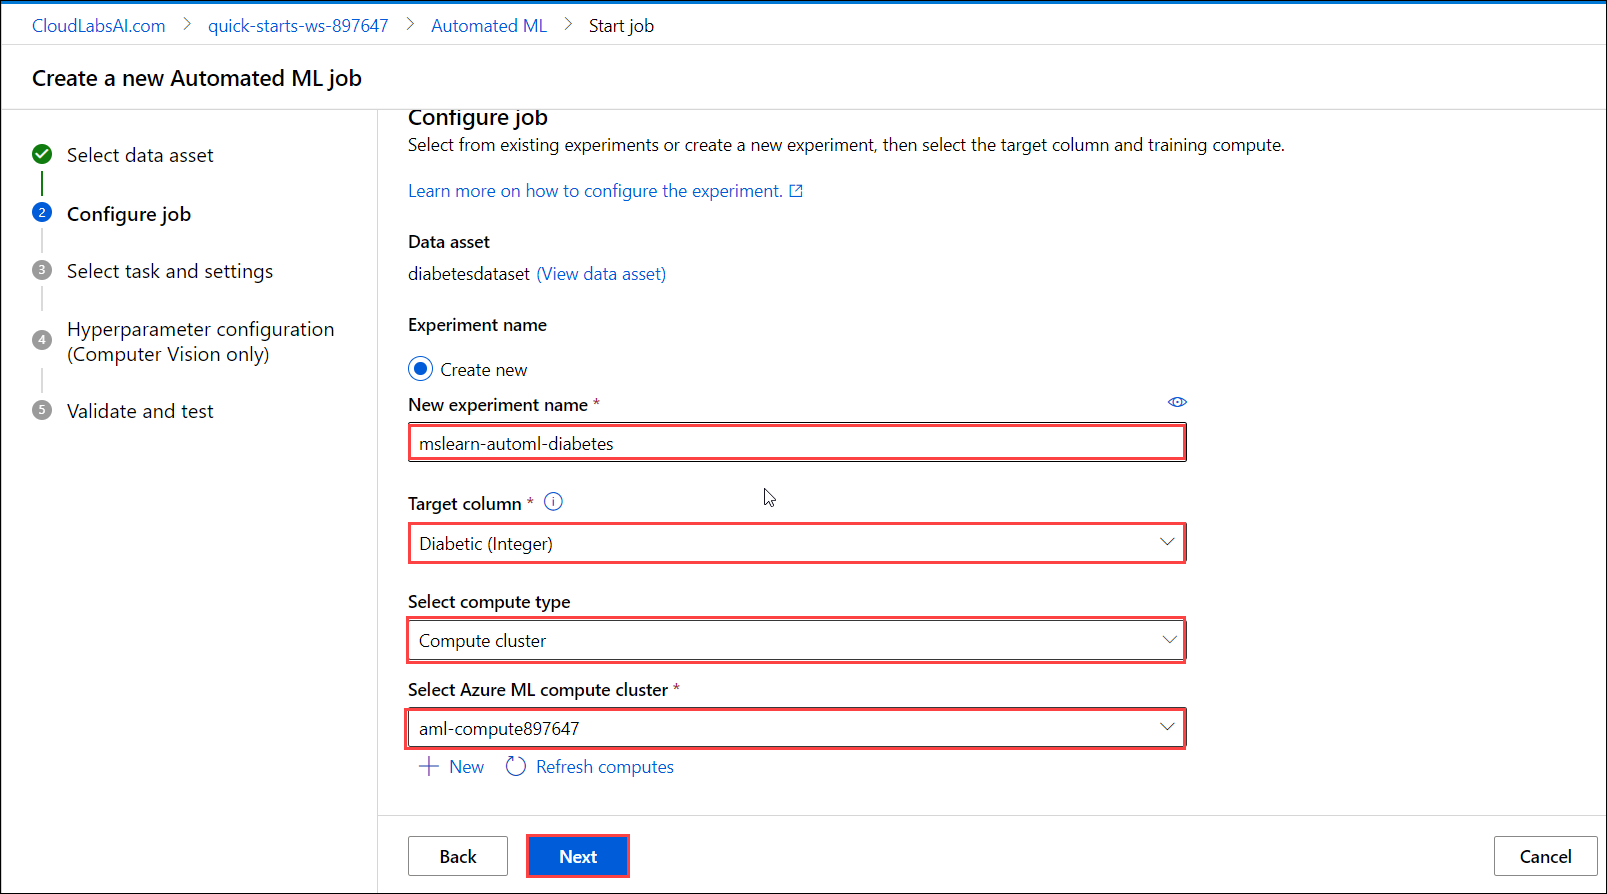 CloudLabsAI.com > quick-starts-ws-897647 > Automated ML > Start job
Create a new Automated ML job
Select data asset
2 Configure job
3 Select task and settings
4 Hyperparameter configuration
(Computer Vision only)
5 Validate and test
Configure job
Select from existing experiments or create a new experiment, then select the target column and training compute.
Learn more on how to configure the experiment.
Data asset
diabetesdataset (View data asset)
Experiment name
Create new
New experiment name *
mslearn-automl-diabetes
Target column *
Diabetic (Integer)
Select compute type
Compute cluster
Select Azure ML compute cluster *
aml-compute897647
+ New Refresh computes
Back Next Cancel